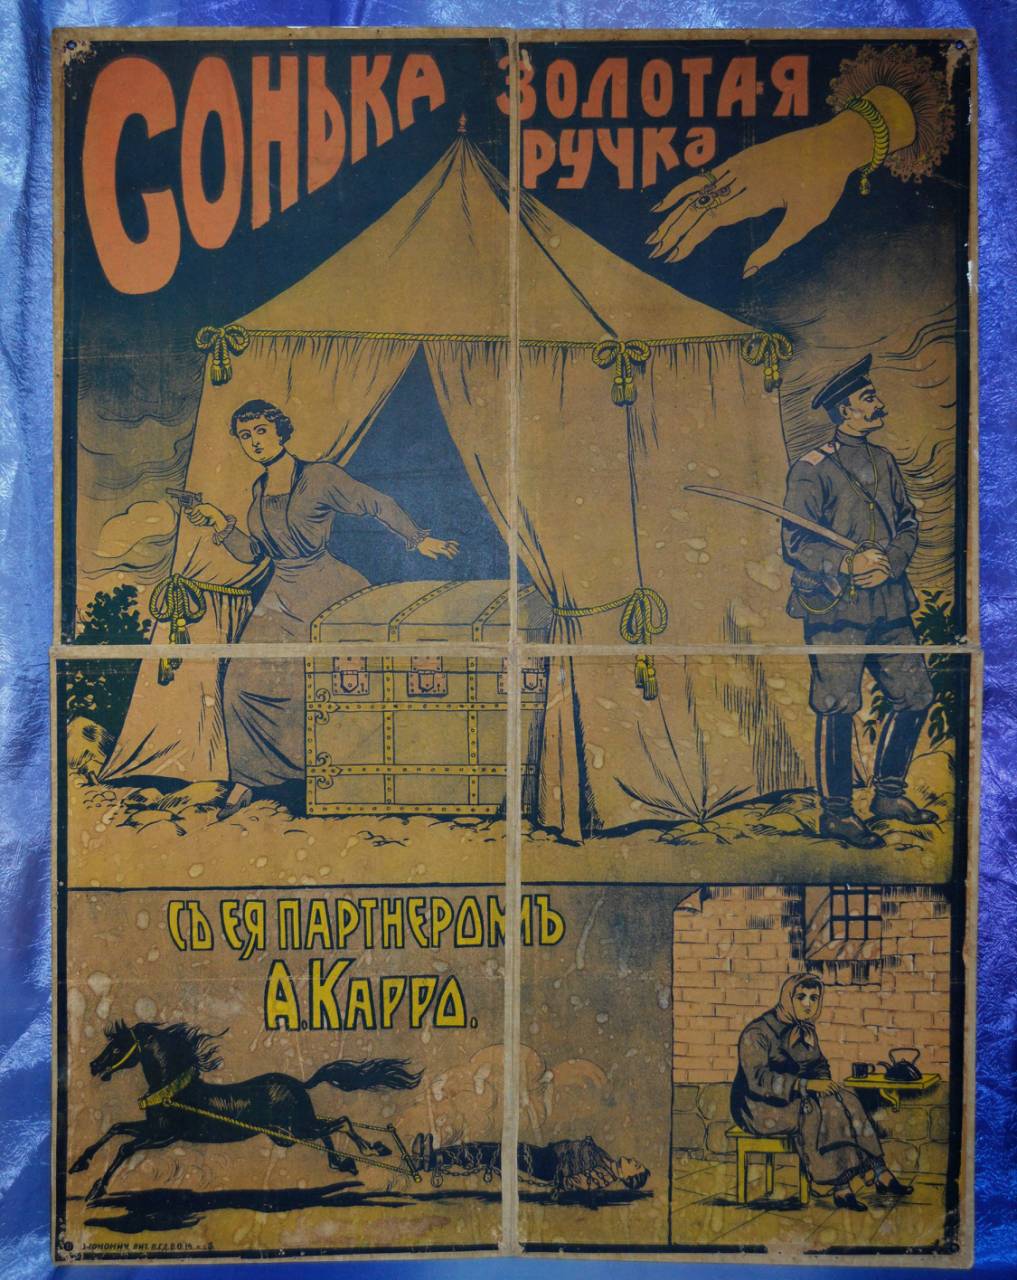 СОНЬКА ЗОЛОТАЯ
РУЧКА
СЪ ЕЯ ПАРТНЕРОМЪ
А. КАРРО.